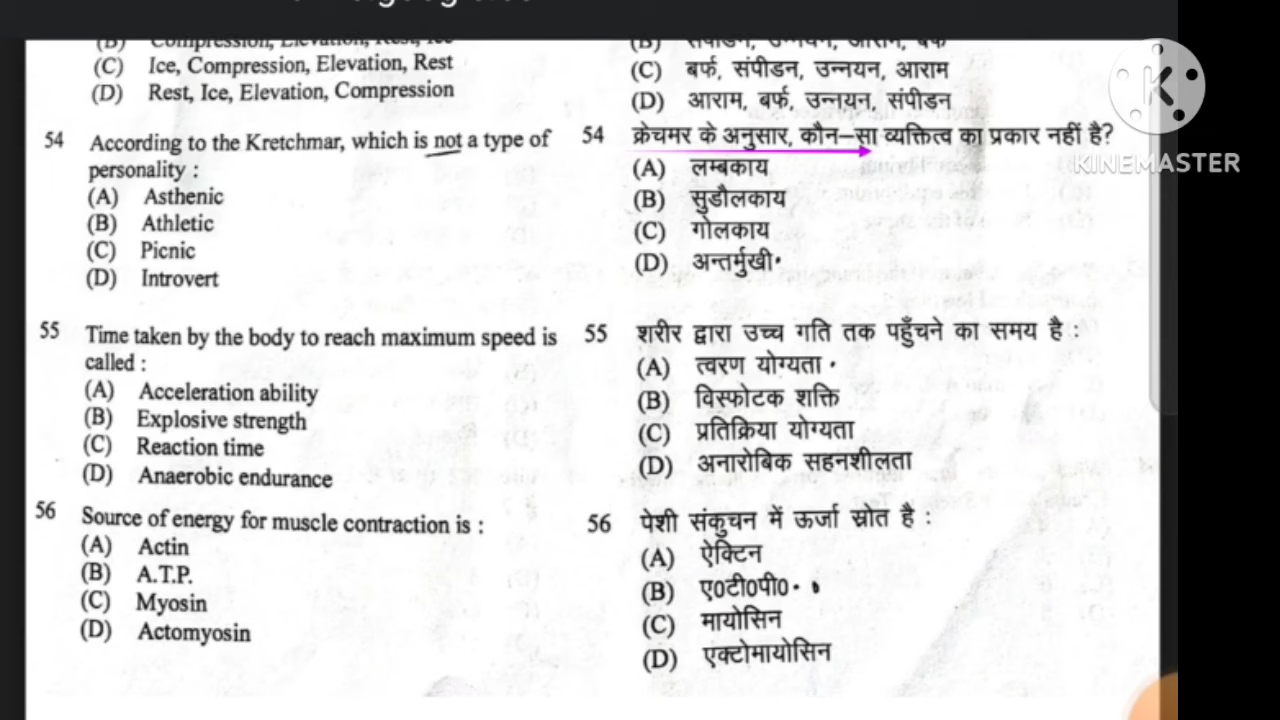 (C) Ice, Compression, Elevation, Rest
(D) Rest, Ice, Elevation, Compression
54 According to the Kretchmar, which is not a type of
personality :
(A) Asthenic
(B) Athletic
(C) Picnic
(D) Introvert
55 Time taken by the body to reach maximum speed is
called :
(A) Acceleration ability
(B) Explosive strength
(C) Reaction time
(D) Anaerobic endurance
56 Source of energy for muscle contraction is :
(A) Actin
(B) A.T.P.
(C) Myosin
(D) Actomyosin
(C) बर्फ, संपीडन, उन्नयन, आराम
(D) आराम, बर्फ, उन्नयन, संपीडन
54 क्रेचमर के अनुसार, कौन–सा व्यक्तित्व का प्रकार नहीं है?
(A) लम्बकाय
(B) सुडौलकाय
(C) गोलकाय
(D) अन्तर्मुखी
55 शरीर द्वारा उच्च गति तक पहुँचने का समय है :
(A) त्वरण योग्यता
(B) विस्फोटक शक्ति
(C) प्रतिक्रिया योग्यता
(D) अनारोबिक सहनशीलता
56 पेशी संकुचन में ऊर्जा स्रोत है :
(A) ऐक्टिन
(B) ए0टी0पी0
(C) मायोसिन
(D) एक्टोमायोसिन
K
KINEMASTER